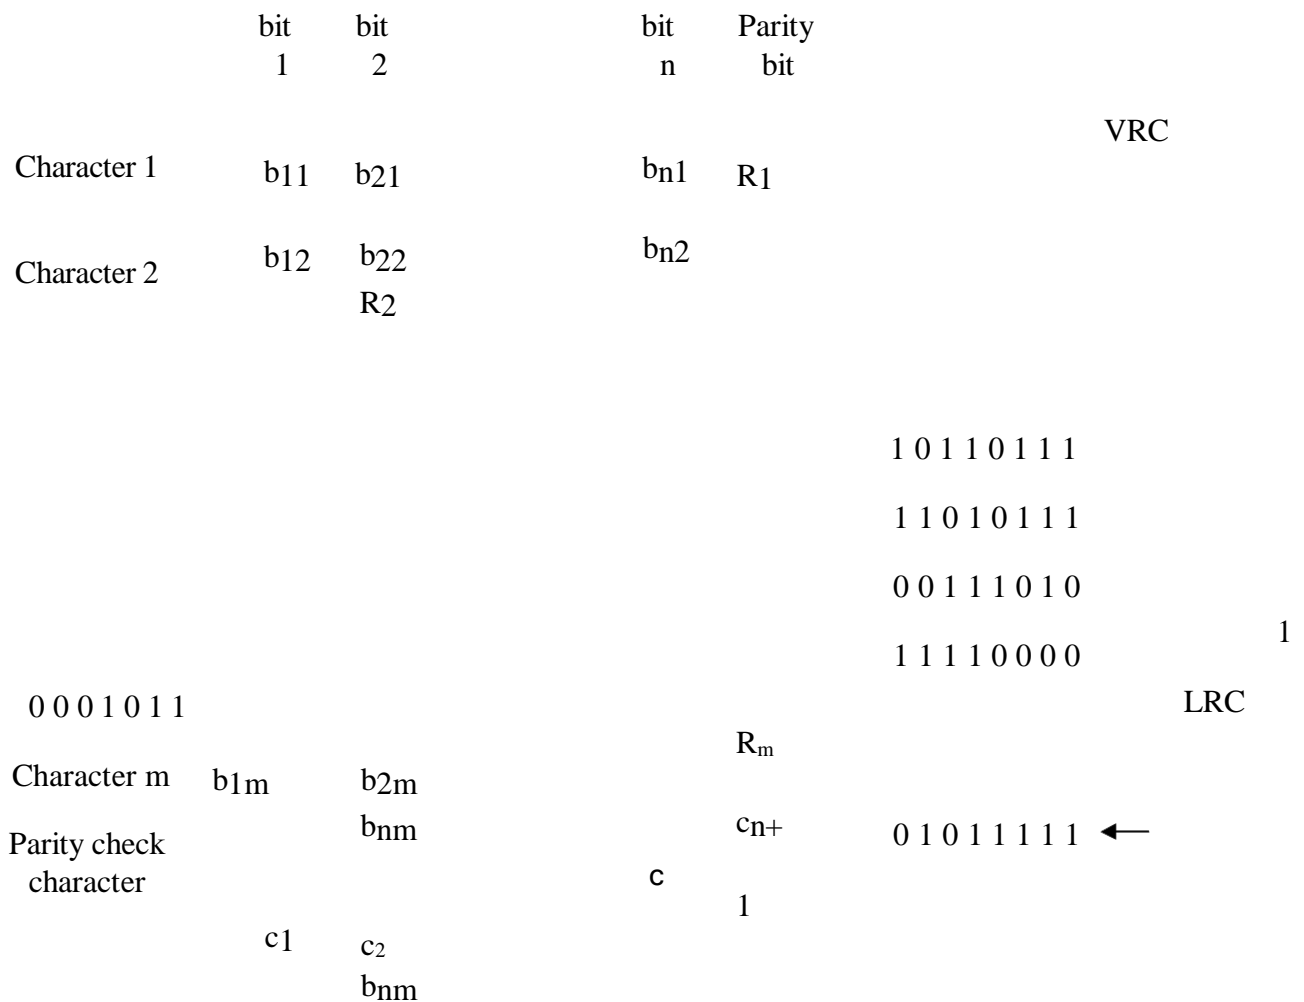 bit bit bit Parity
1 2 n bit
VRC
Character 1 b11 b21 bn1 R1
Character 2 b12 b22 bn2
R2
1 0 1 1 0 1 1 1
1 1 0 1 0 1 1 1
0 0 1 1 1 0 1 0
1
1 1 1 1 0 0 0 0
0 0 0 1 0 1 1 LRC
Rm
Character m b1m b2m
bnm cn+ 0 1 0 1 1 1 1 1
Parity check
character c
1
c1 c2
bnm